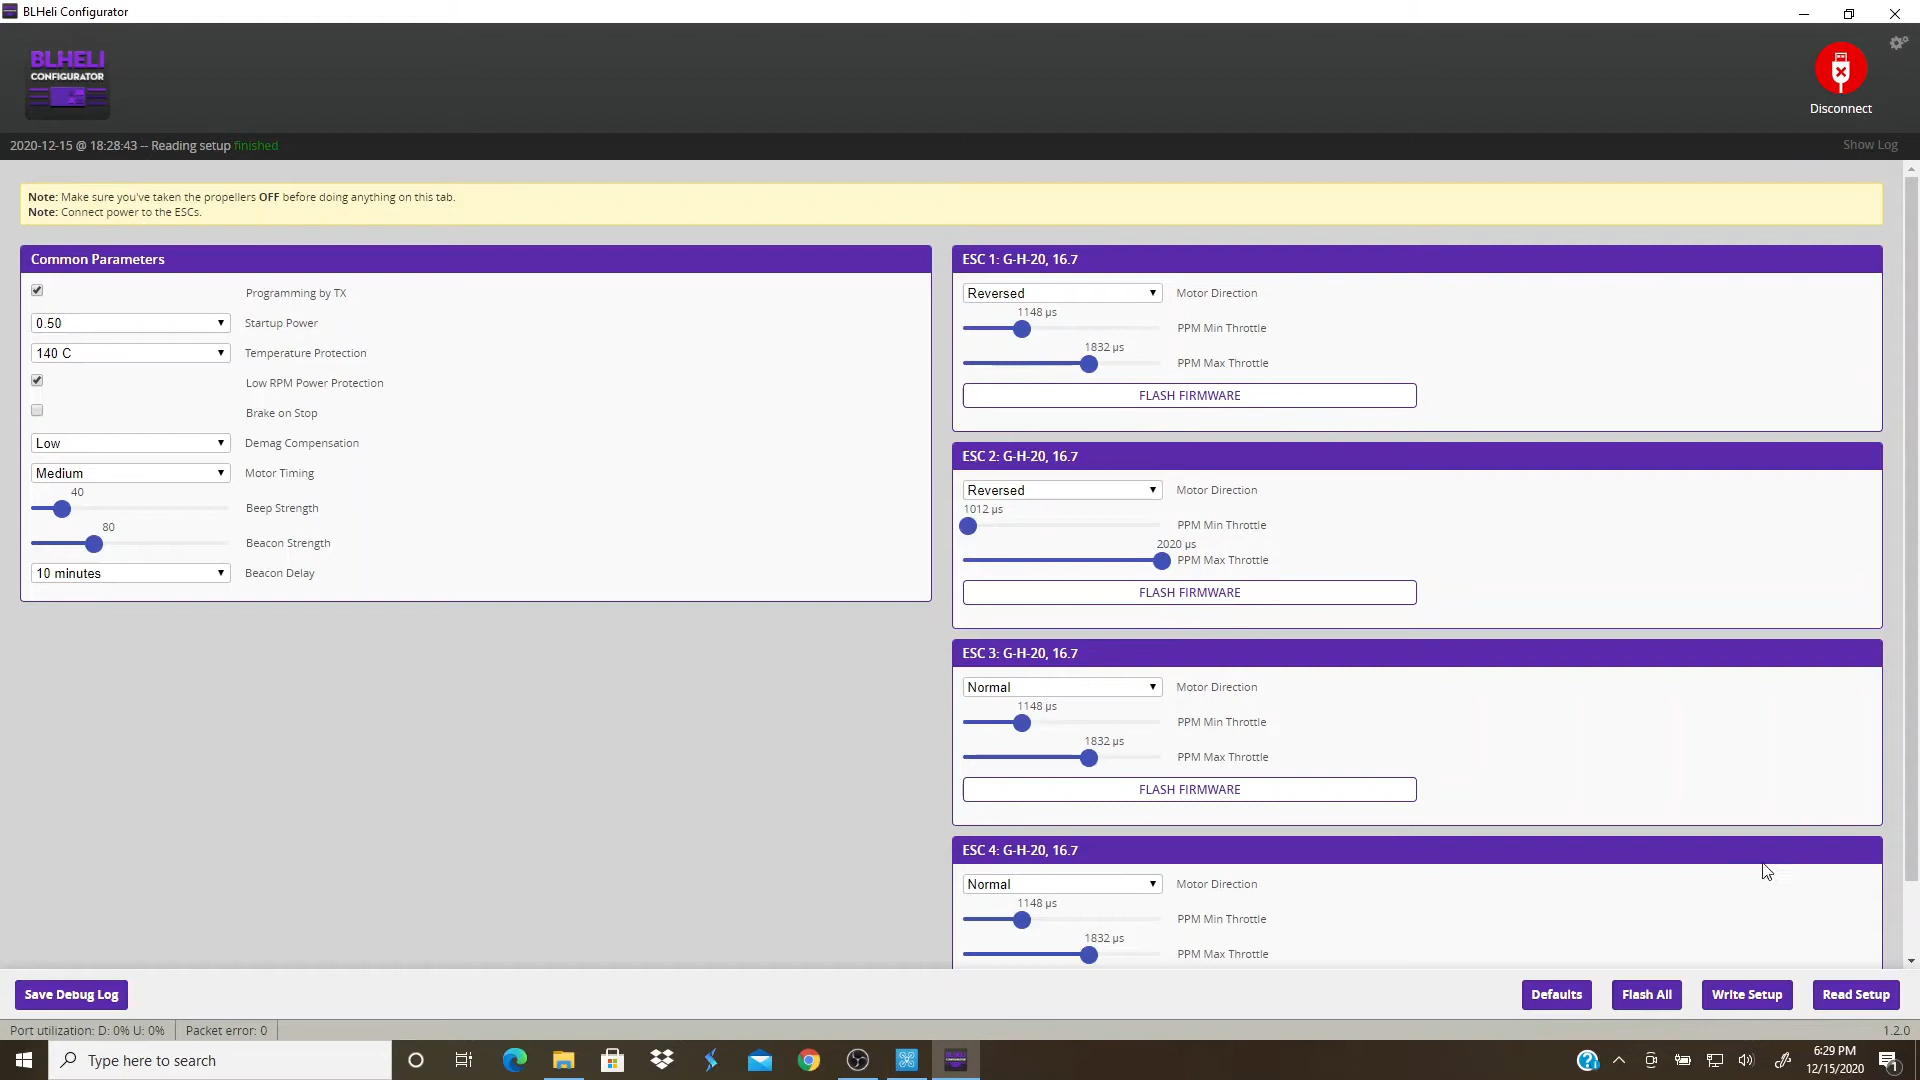 BLHeli Configurator
BLHELI
CONFIGURATOR
Disconnect
2020-12-15 @ 18:28:43 -- Reading setup finished
Show Log
Note: Make sure you've taken the propellers OFF before doing anything on this tab.
Note: Connect power to the ESCs.
Common Parameters
Programming by TX
0.50 Startup Power
140 C Temperature Protection
Low RPM Power Protection
Brake on Stop
Low Demag Compensation
Medium Motor Timing
40
Beep Strength
80
Beacon Strength
10 minutes Beacon Delay
ESC 1: G-H-20, 16.7
Reversed Motor Direction
1148 µs
PPM Min Throttle
1832 µs
PPM Max Throttle
FLASH FIRMWARE
ESC 2: G-H-20, 16.7
Reversed Motor Direction
1012 µs
PPM Min Throttle
2020 µs
PPM Max Throttle
FLASH FIRMWARE
ESC 3: G-H-20, 16.7
Normal Motor Direction
1148 µs
PPM Min Throttle
1832 µs
PPM Max Throttle
FLASH FIRMWARE
ESC 4: G-H-20, 16.7
Normal Motor Direction
1148 µs
PPM Min Throttle
1832 µs
PPM Max Throttle
Save Debug Log Defaults Flash All Write Setup Read Setup
Port utilization: D: 0% U: 0% Packet error: 0 1.2.0
Type here to search
6:29 PM
12/15/2020
1